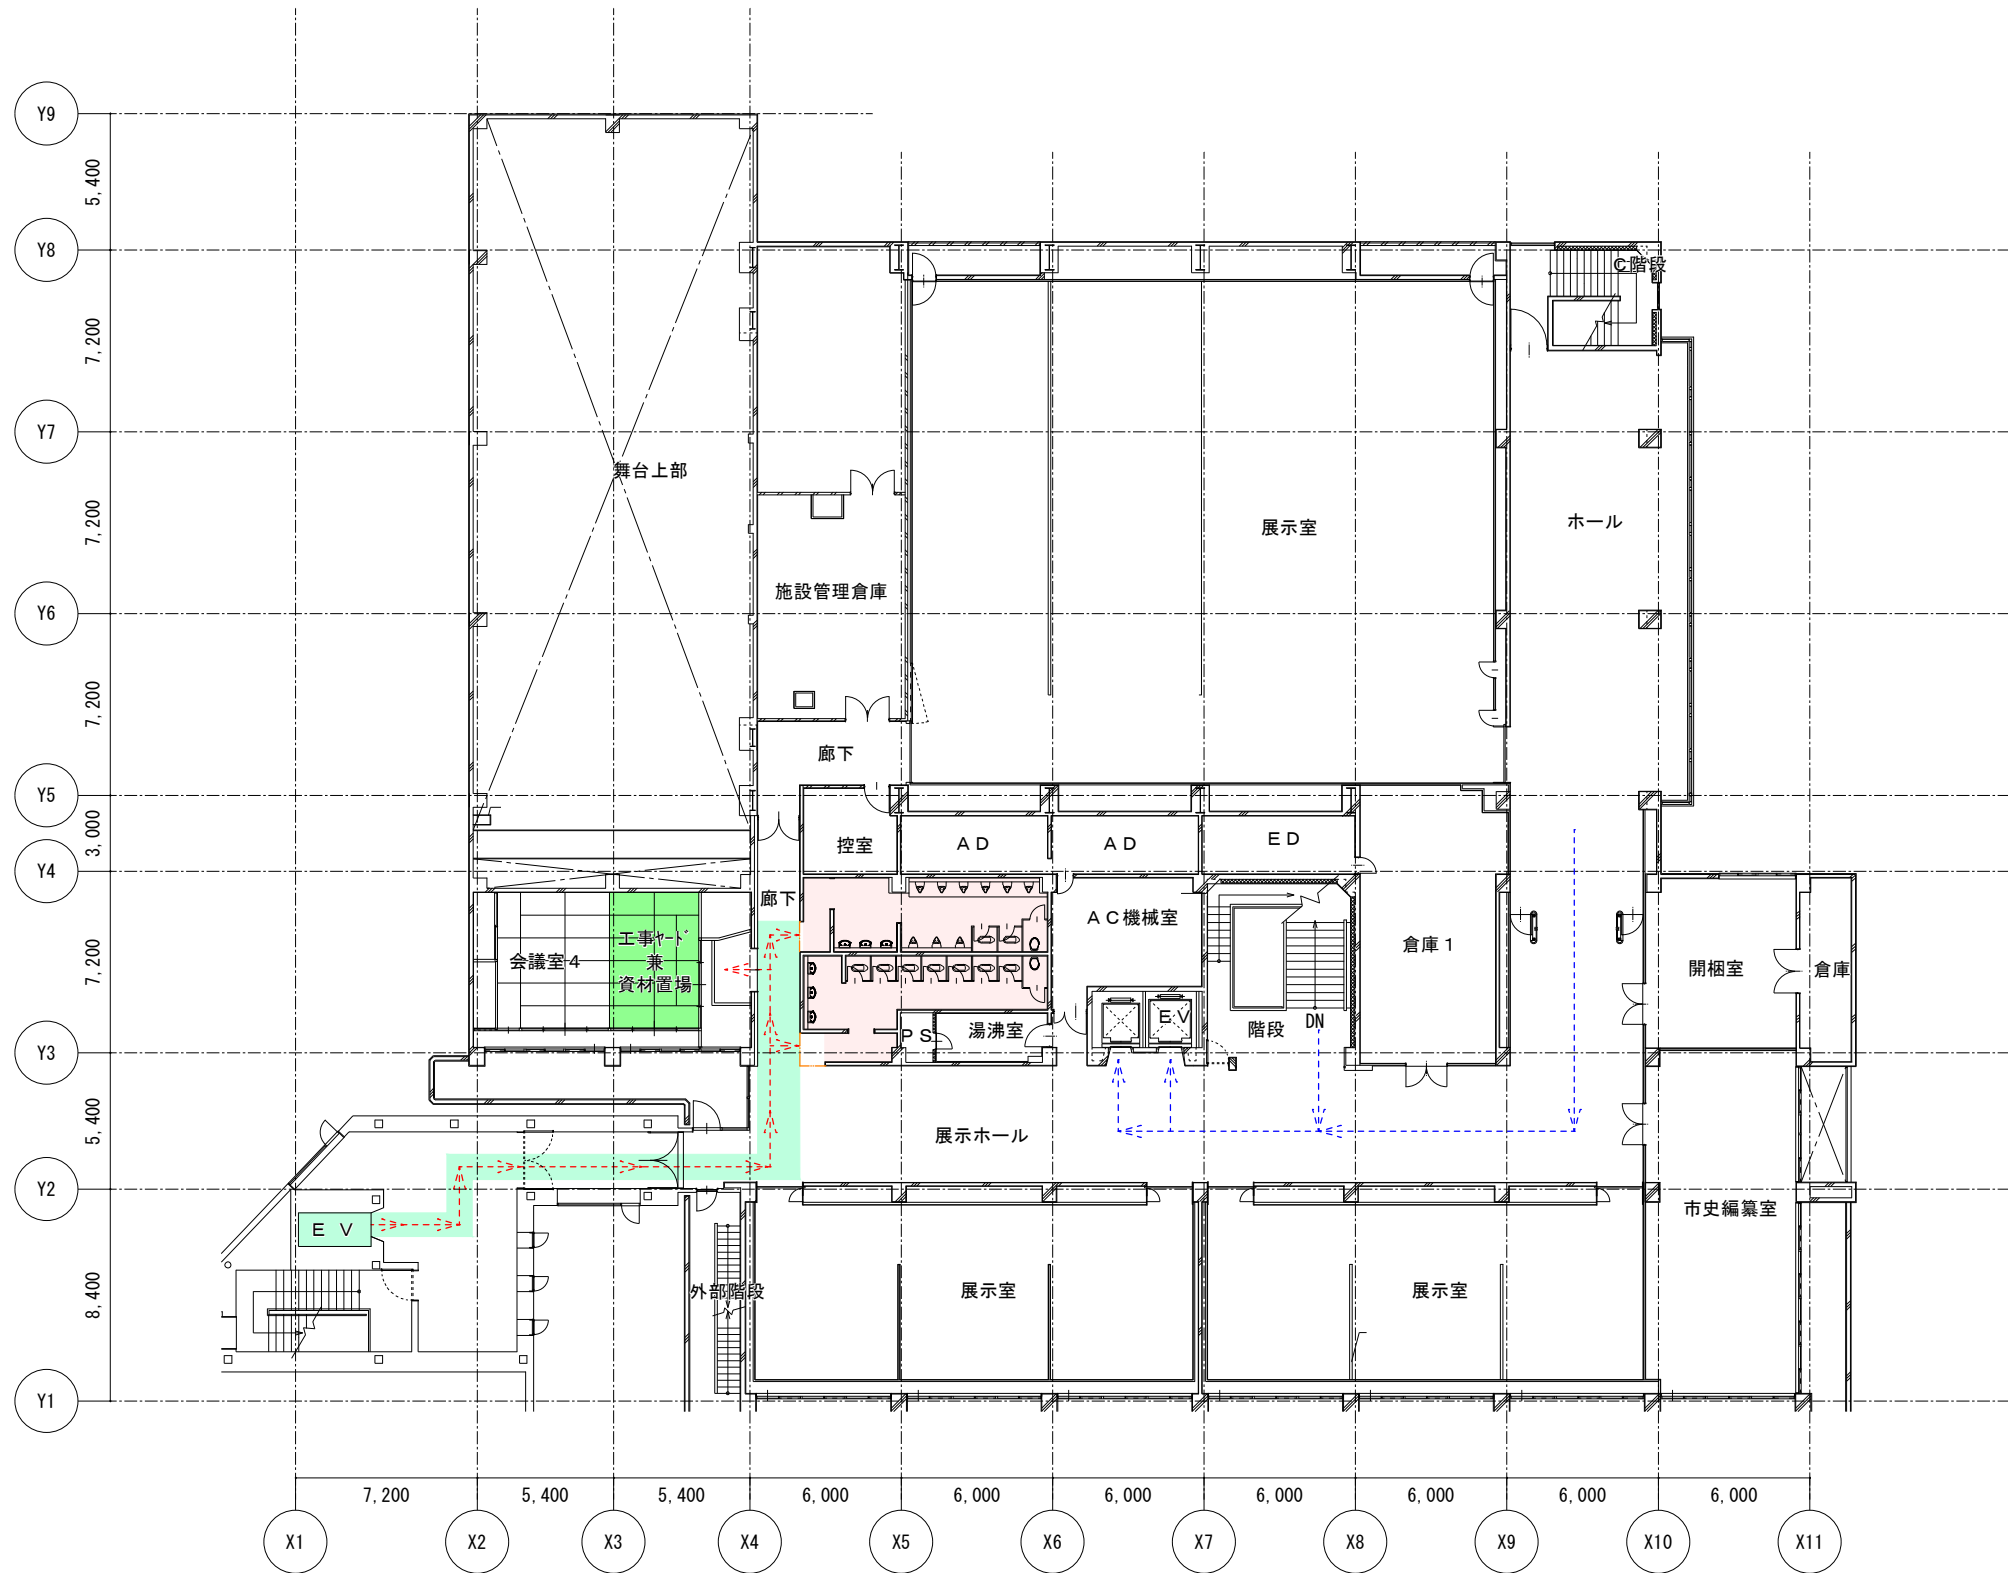 Y9
5,400
Y8
C階段
7,200
Y7
舞台上部
7,200
展示室
ホール
施設管理倉庫
Y6
7,200
廊下
Y5
3,000
控室
AD
AD
ED
Y4
廊下
AC機械室
倉庫1
7,200
会議室4
工事ヤード
兼
資材置場
開梱室
倉庫
PS
湯沸室
EV
階段
DN
Y3
5,400
展示ホール
Y2
市史編纂室
EV
8,400
外部階段
展示室
展示室
Y1
7,200
5,400
5,400
6,000
6,000
6,000
6,000
6,000
6,000
6,000
X1
X2
X3
X4
X5
X6
X7
X8
X9
X10
X11